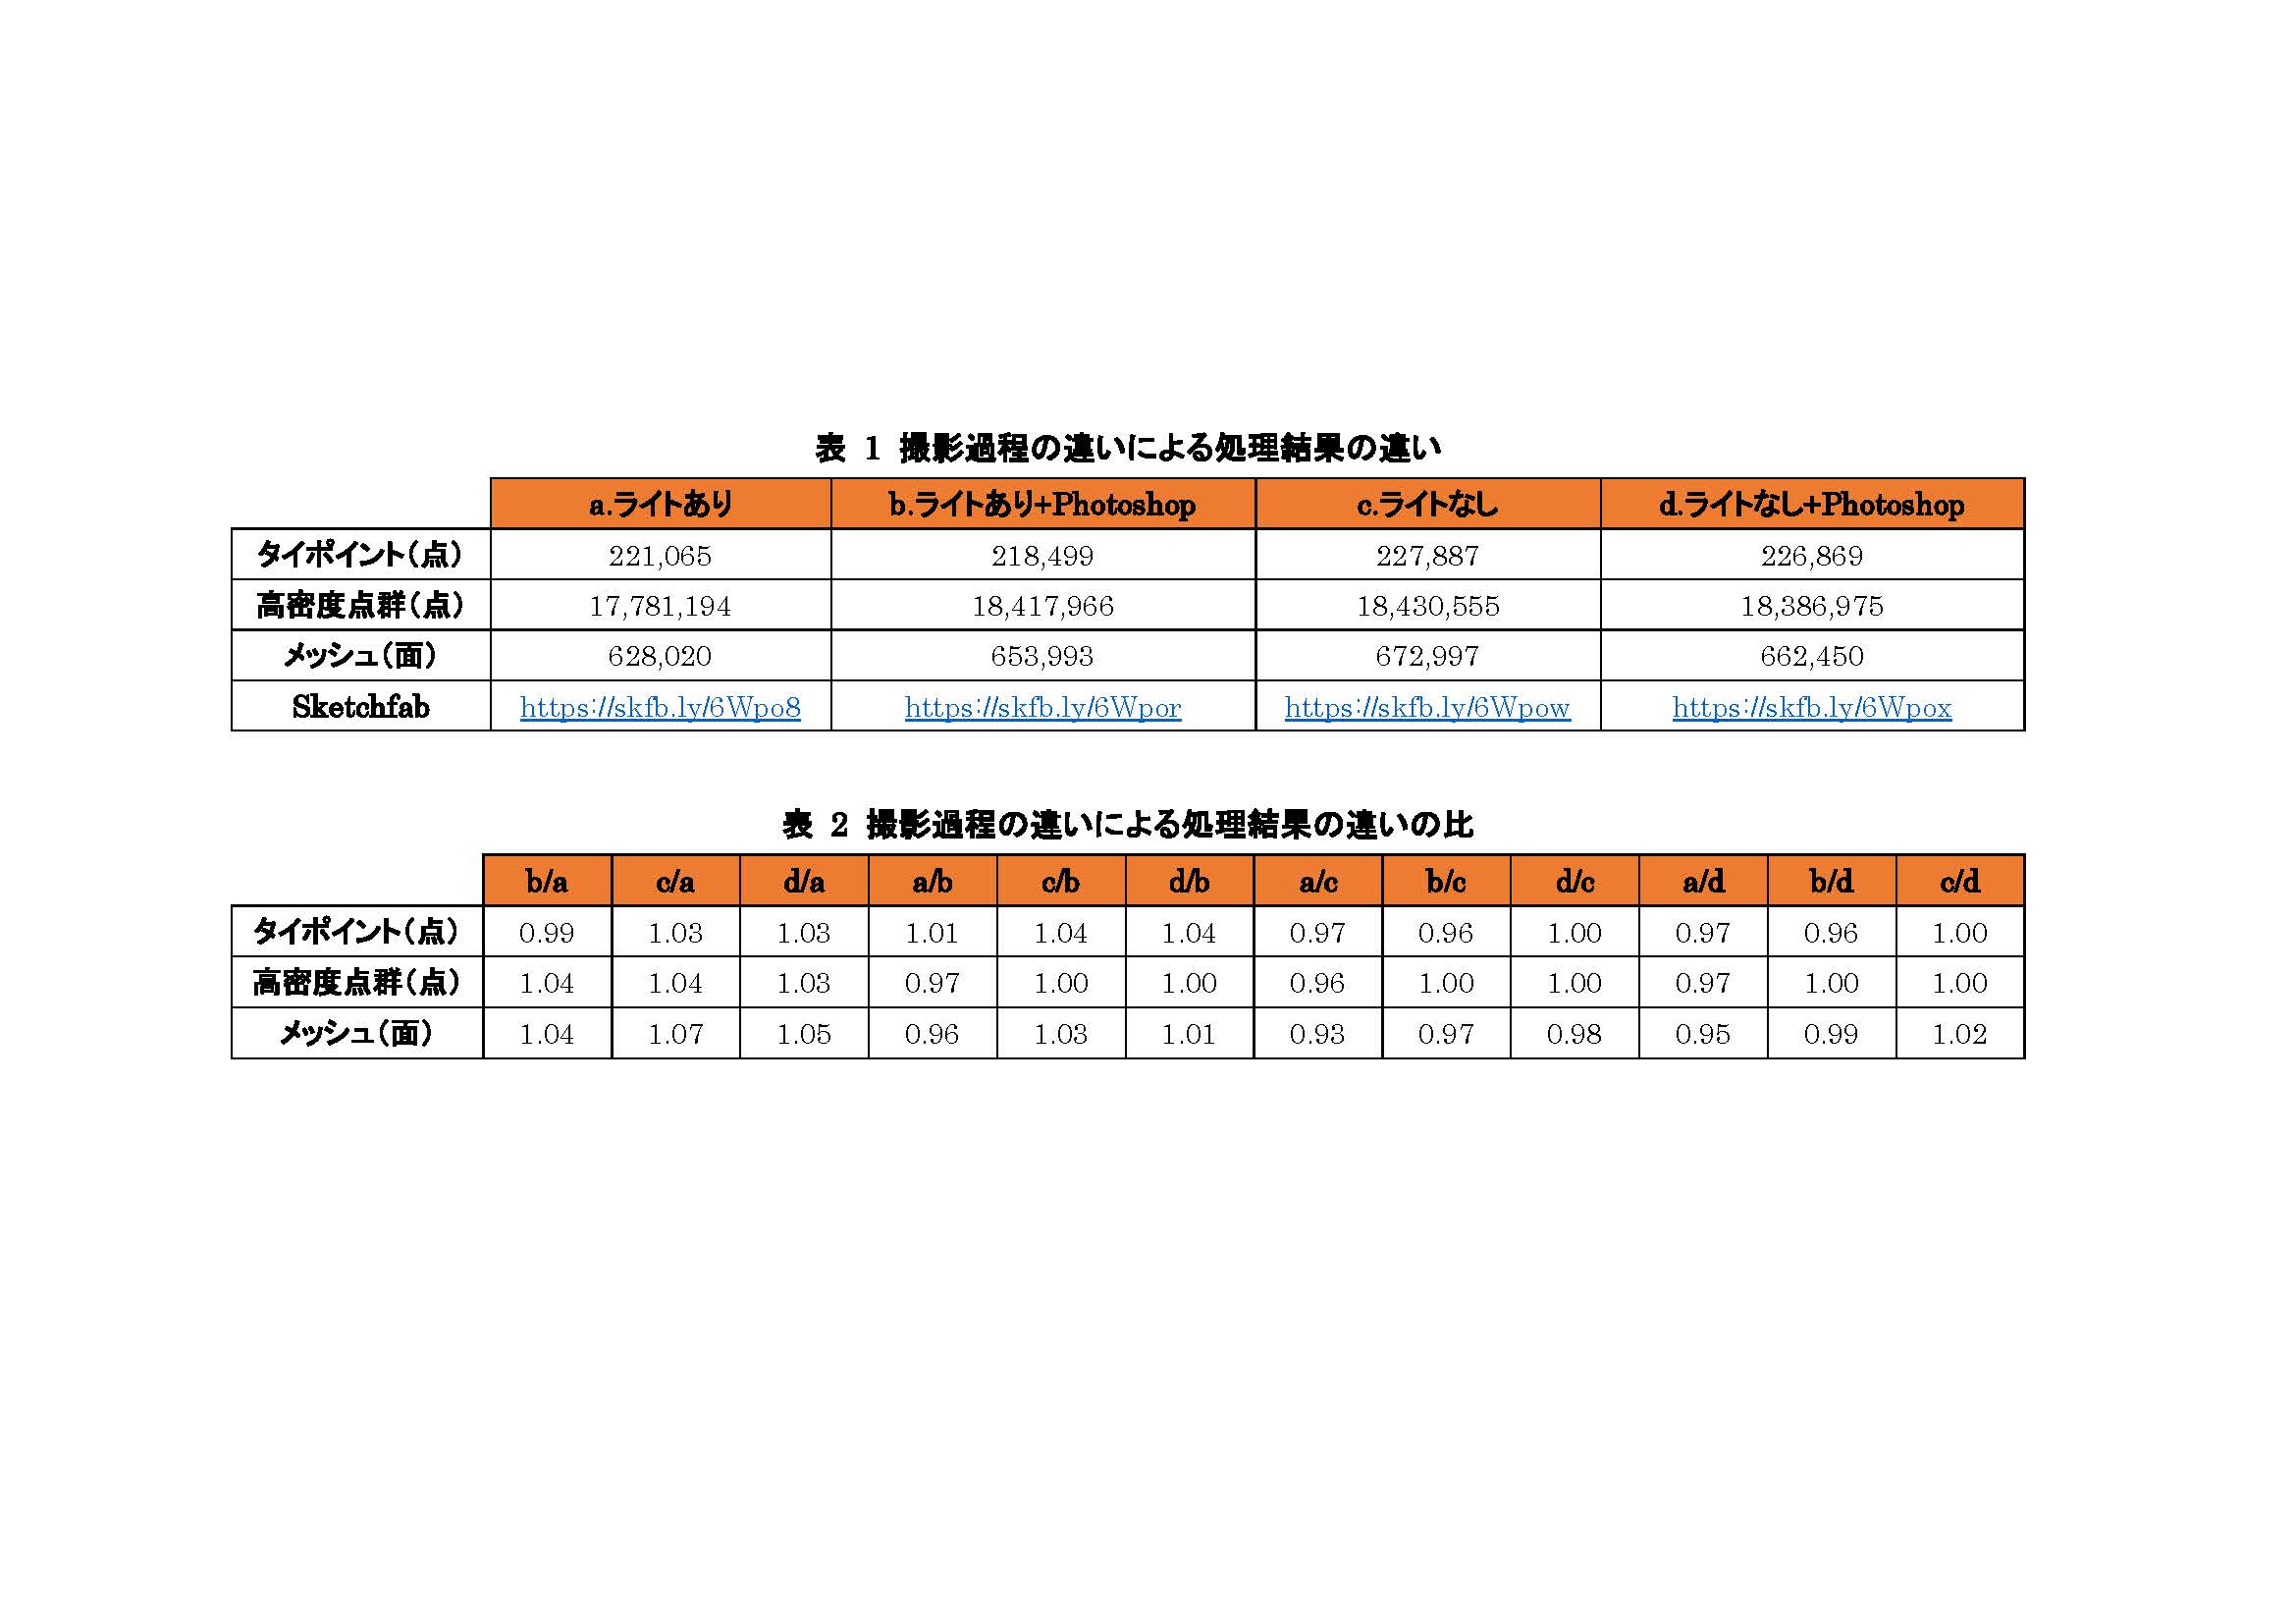 表 1 撮影過程の違いによる処理結果の違い
a.ライトあり b.ライトあり+Photoshop c.ライトなし d.ライトなし+Photoshop
タイポイント（点） 221,065 218,499 227,887 226,869
高密度点群（点） 17,781,194 18,417,966 18,430,555 18,386,975
メッシュ（面） 628,020 653,993 672,997 662,450
Sketchfab https://skfb.ly/6Wpo8 https://skfb.ly/6Wpor https://skfb.ly/6Wpow https://skfb.ly/6Wpox
表 2 撮影過程の違いによる処理結果の違いの比
b/a c/a d/a a/b c/b d/b a/c b/c d/c a/d b/d c/d
タイポイント（点） 0.99 1.03 1.03 1.01 1.04 1.04 0.97 0.96 1.00 0.97 0.96 1.00
高密度点群（点） 1.04 1.04 1.03 0.97 1.00 1.00 0.96 1.00 1.00 0.97 1.00 1.00
メッシュ（面） 1.04 1.07 1.05 0.96 1.03 1.01 0.93 0.97 0.98 0.95 0.99 1.02